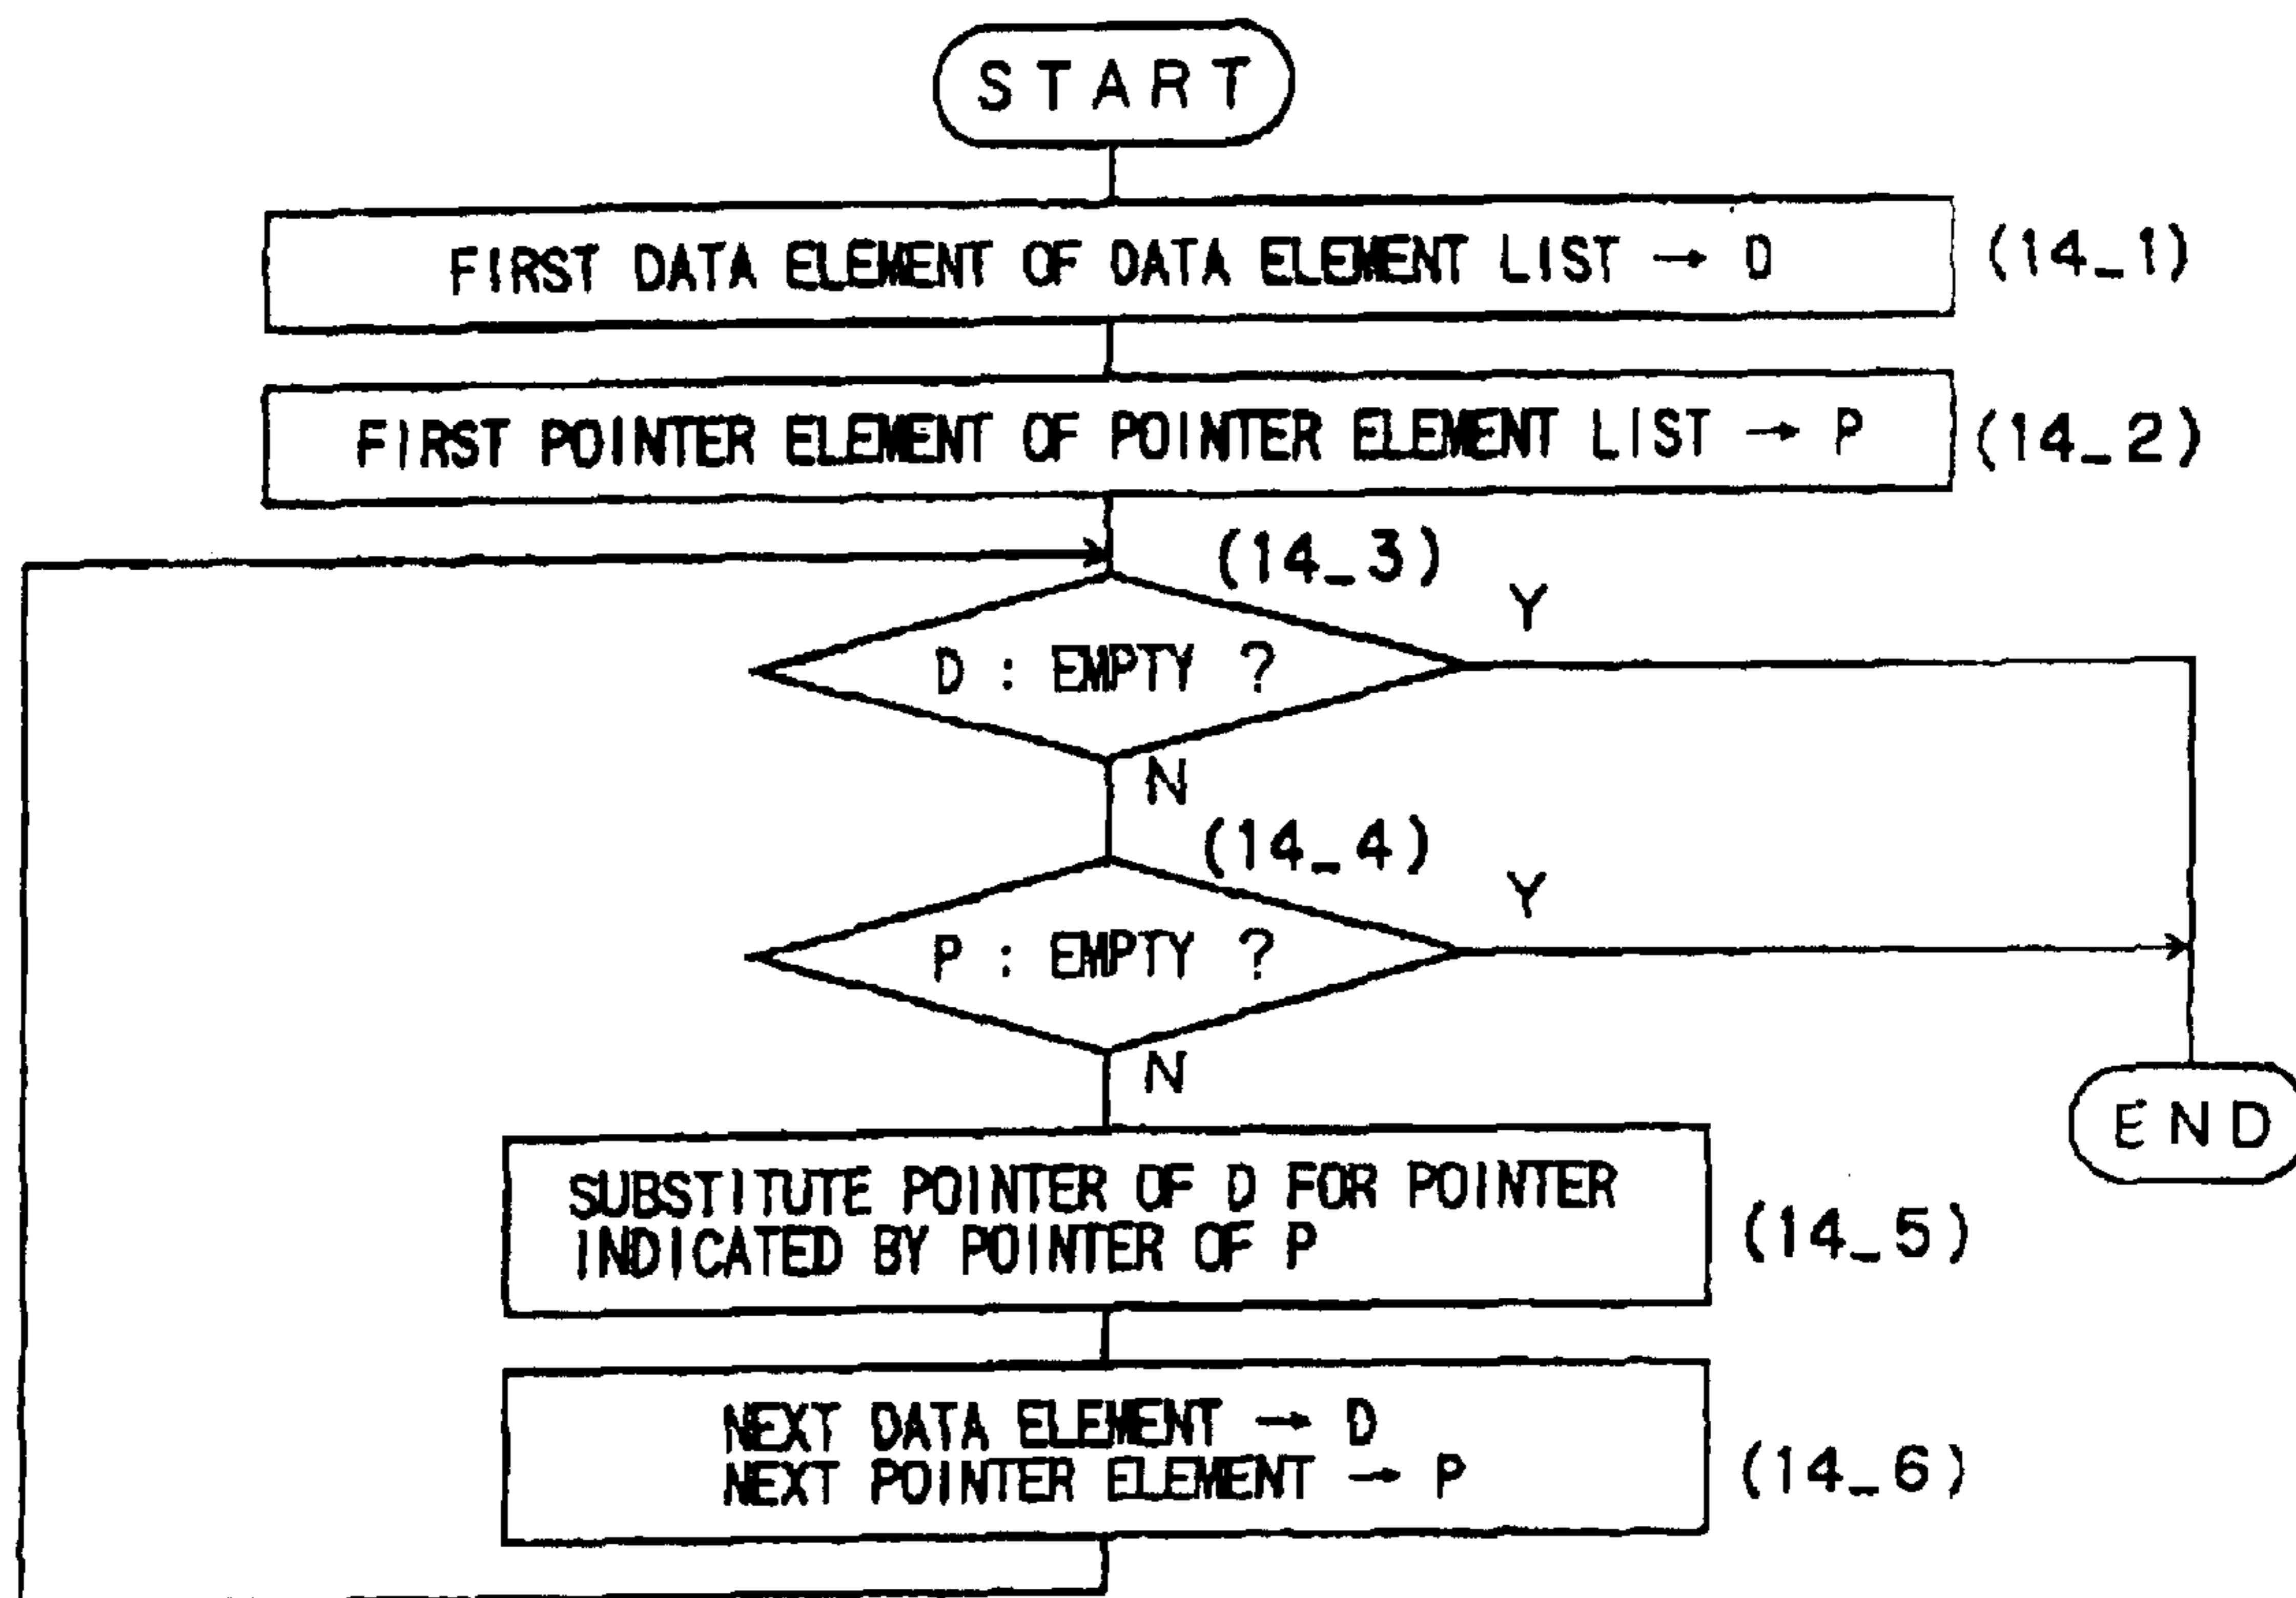 START
FIRST DATA ELEMENT OF DATA ELEMENT LIST → D (14_1)
FIRST POINTER ELEMENT OF POINTER ELEMENT LIST → P (14_2)
(14_3)
Y
D : EMPTY ?
N
(14_4)
Y
P : EMPTY ?
N
END
SUBSTITUTE POINTER OF D FOR POINTER
INDICATED BY POINTER OF P
(14_5)
NEXT DATA ELEMENT → D
NEXT POINTER ELEMENT → P
(14_6)